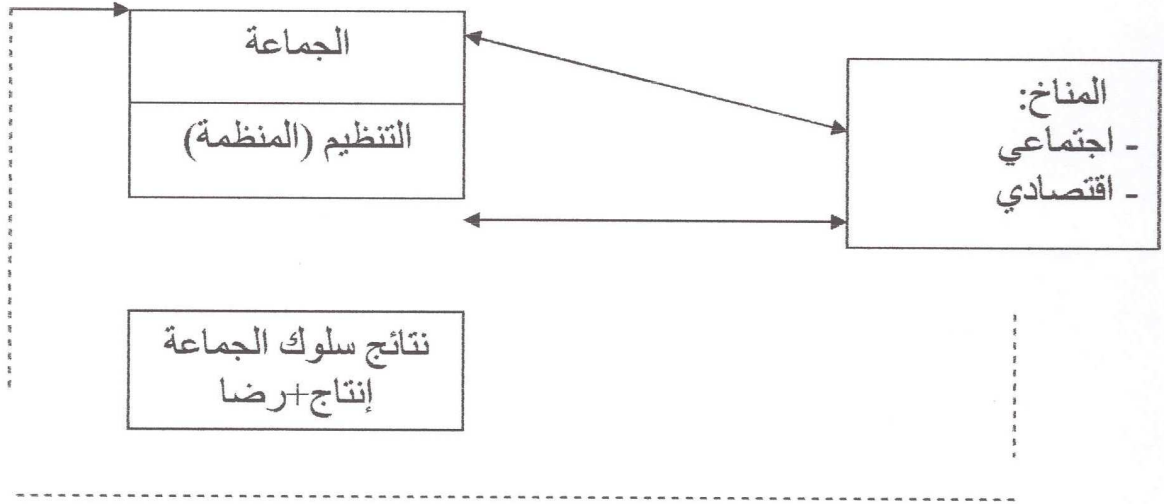 الجماعة
التنظيم (المنظمة)
المناخ:
- اجتماعي
- اقتصادي
نتائج سلوك الجماعة
إنتاج+رضا